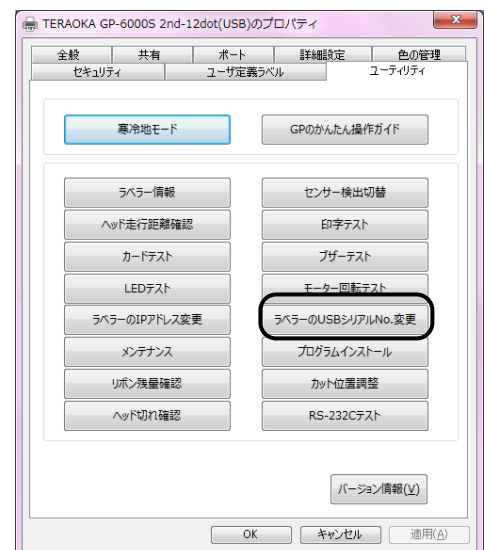 TERAOKA GP-6000S 2nd-12dot(USB)のプロパティ
全般 共有 ポート 詳細設定 色の管理
セキュリティ ユーザ定義ラベル ユーティリティ
寒冷地モード GPのかんたん操作ガイド
ラベラー情報 センサー検出切替
ヘッド走行距離確認 印字テスト
カードテスト ブザーテスト
LEDテスト モーター回転テスト
ラベラーのIPアドレス変更 ラベラーのUSBシリアルNo.変更
メンテナンス プログラムインストール
リボン残量確認 カット位置調整
ヘッド切れ確認 RS-232Cテスト
バージョン情報(V)
OK キャンセル 適用(A)